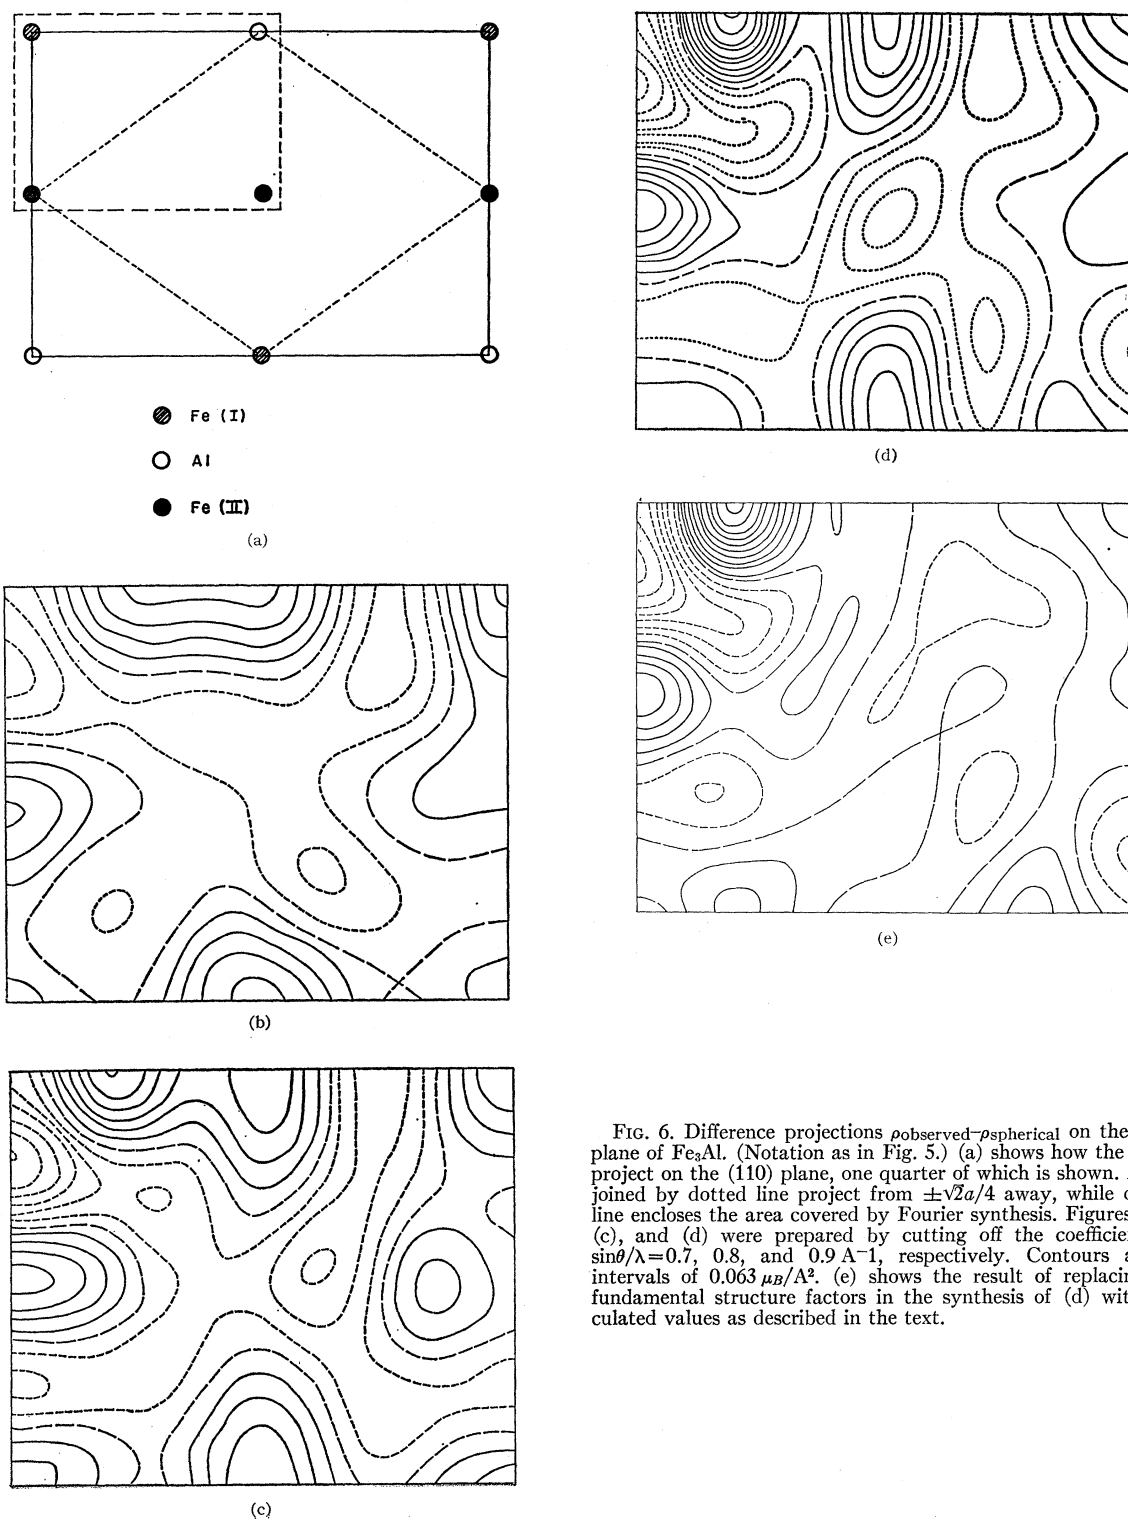 Fe (I)
Al
Fe (II)
(a)
(b)
(c)
(d)
(e)
FIG. 6. Difference projections ρobserved−ρspherical on the
plane of Fe₃Al. (Notation as in Fig. 5.) (a) shows how the
project on the (110) plane, one quarter of which is shown.
joined by dotted line project from ±√2a/4 away, while
line encloses the area covered by Fourier synthesis. Figures
(c), and (d) were prepared by cutting off the
sinθ/λ=0.7, 0.8, and 0.9 A−1, respectively. Contours
intervals of 0.063 μB/A². (e) shows the result of
fundamental structure factors in the synthesis of (d)
culated values as described in the text.